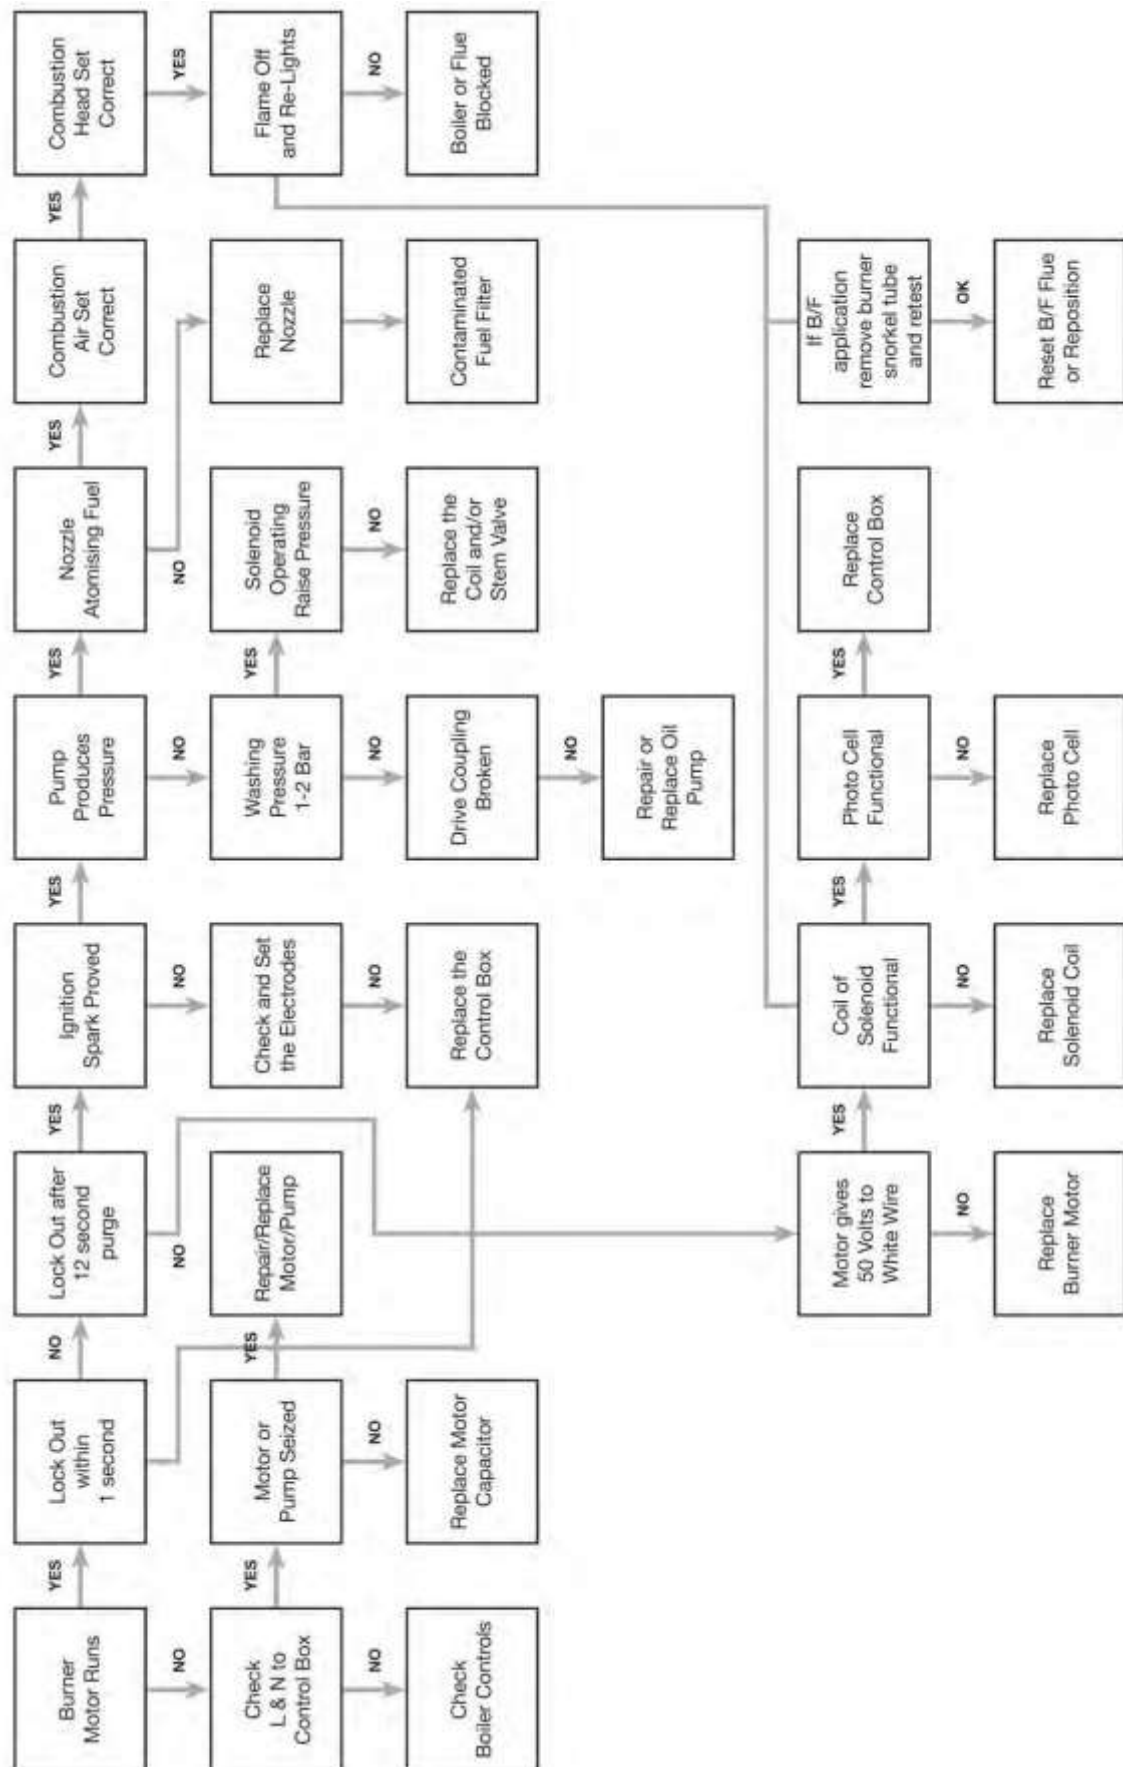 Burner
Motor Runs
YES
Lock Out
within
1 second
NO
Lock Out after
12 second
purge
YES
Ignition
Spark Proved
YES
Pump
Produces
Pressure
YES
Nozzle
Atomising Fuel
YES
Combustion
Air Set
Correct
YES
Combustion
Head Set
Correct
NO
NO
NO
NO
NO
YES
Check
L & N to
Control Box
YES
Motor or
Pump Seized
YES
Repair/Replace
Motor/Pump
Check and Set
the Electrodes
Washing
Pressure
1-2 Bar
YES
Solenoid
Operating
Raise Pressure
Replace
Nozzle
Flame Off
and Re-Lights
NO
NO
NO
NO
NO
NO
Check
Boiler Controls
Replace Motor
Capacitor
Replace the
Control Box
Drive Coupling
Broken
Replace the
Coil and/or
Stem Valve
Contaminated
Fuel Filter
Boiler or Flue
Blocked
NO
Repair or
Replace Oil
Pump
Motor gives
50 Volts to
White Wire
YES
Coil of
Solenoid
Functional
YES
Photo Cell
Functional
YES
Replace
Control Box
If B/F
application
remove burner
snorkel tube
and retest
NO
NO
NO
OK
Replace
Burner Motor
Replace
Solenoid Coil
Replace
Photo Cell
Reset B/F Flue
or Reposition